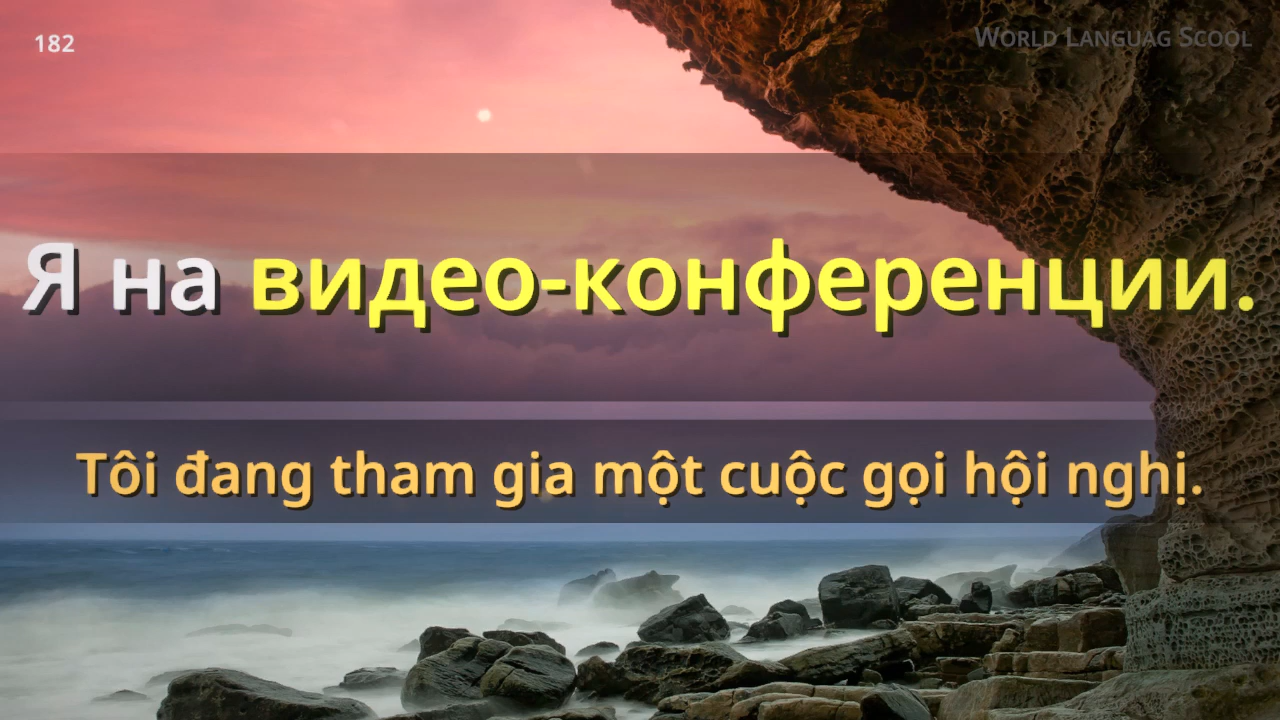 182
World Languag Scool
Я на видео-конференции.
Tôi đang tham gia một cuộc gọi hội nghị.